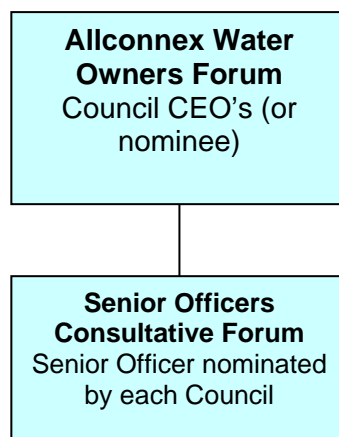 Allconnex Water
Owners Forum
Council CEO's (or
nominee)
Senior Officers
Consultative Forum
Senior Officer nominated
by each Council